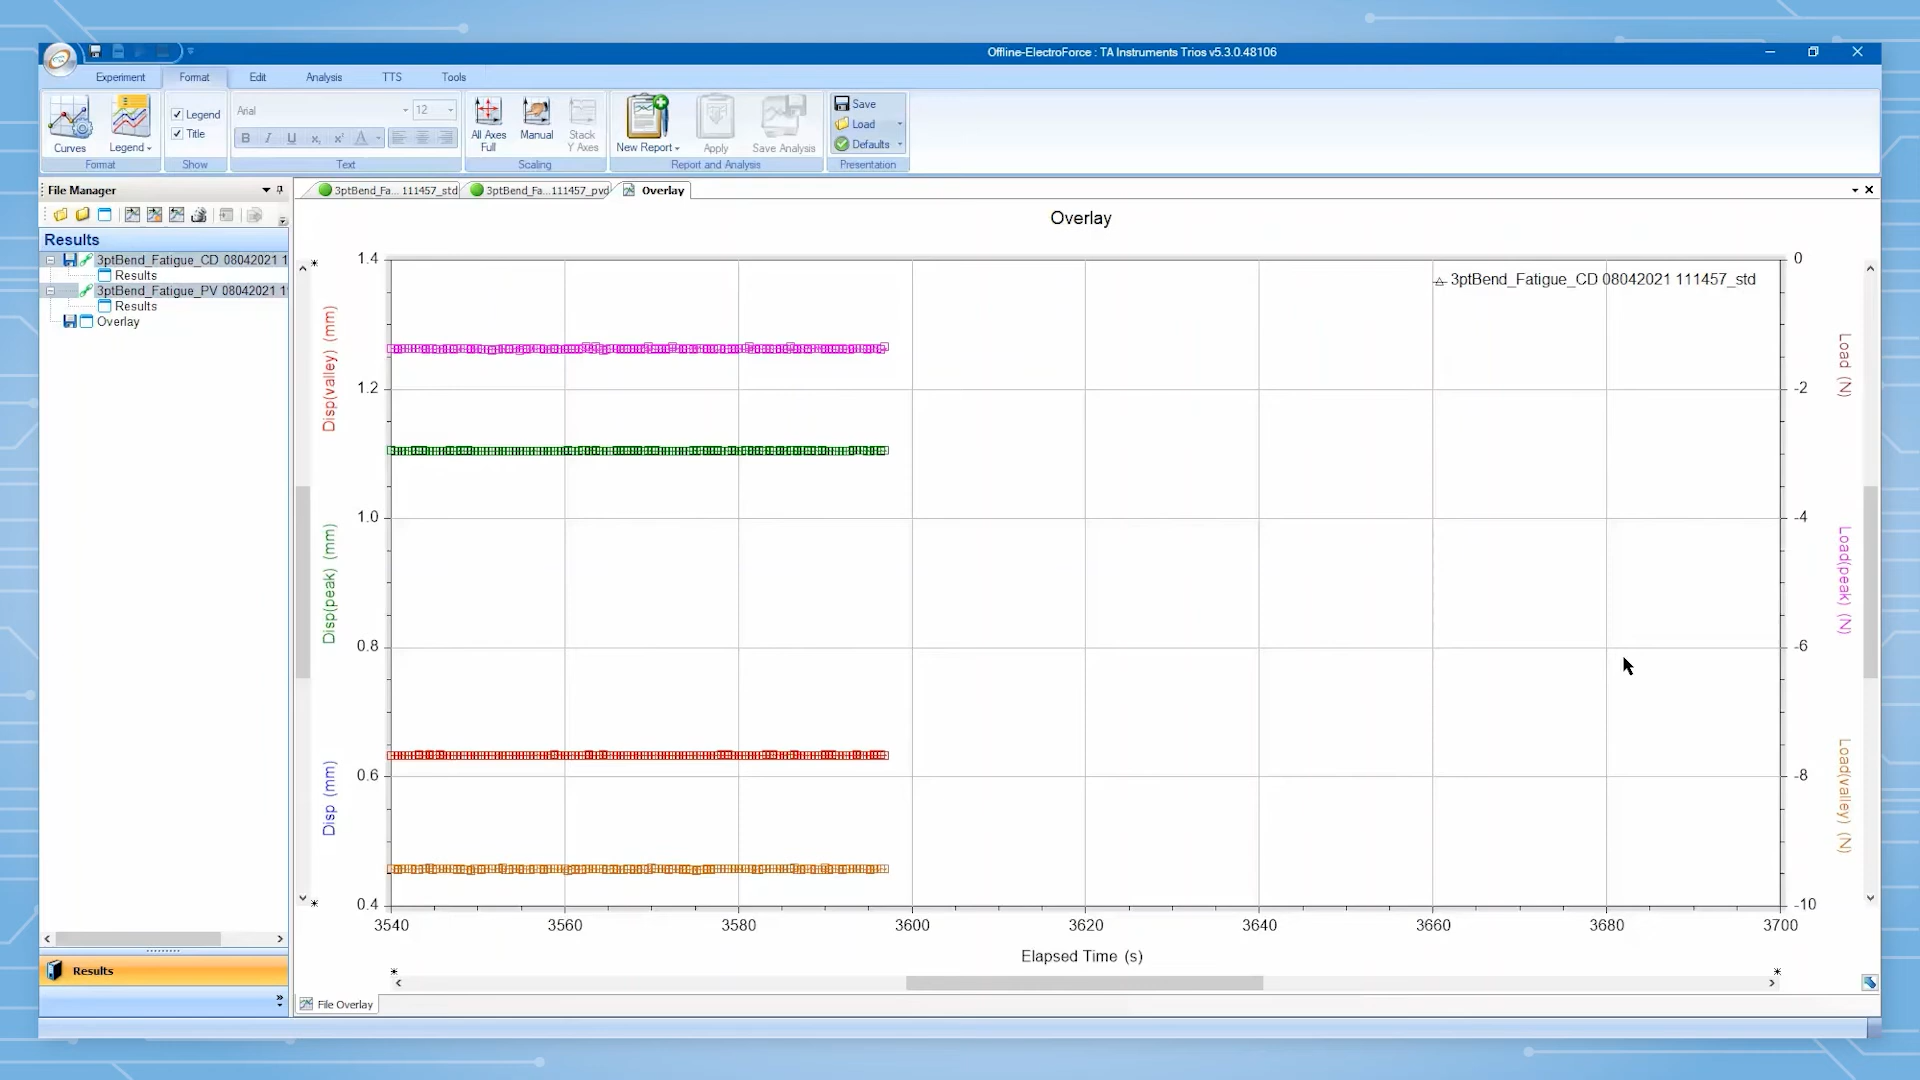 Offline-ElectroForce : TA Instruments Trios v5.3.0.48106
Experiment
Format
Edit
Analysis
TTS
Tools
Curves
Legend
Format
Legend
Title
Show
Arial
12
B I U x₂ x² A
Text
All Axes Full
Manual
Stack Y Axes
Scaling
New Report
Apply
Save Analysis
Report and Analysis
Save
Load
Defaults
Presentation
File Manager
Results
3ptBend_Fatigue_CD 08042021 1
Results
3ptBend_Fatigue_PV 08042021 1
Results
Overlay
Results
3ptBend_Fa... 111457_std
3ptBend_Fa...111457_pvd
Overlay
Overlay
3ptBend_Fatigue_CD 08042021 111457_std
Disp(valley) (mm)
Disp(peak) (mm)
Disp (mm)
1.4
1.2
1.0
0.8
0.6
0.4
0
-2
-4
-6
-8
-10
Load (N)
Load(peak) (N)
Load(valley) (N)
3540 3560 3580 3600 3620 3640 3660 3680 3700
Elapsed Time (s)
File Overlay